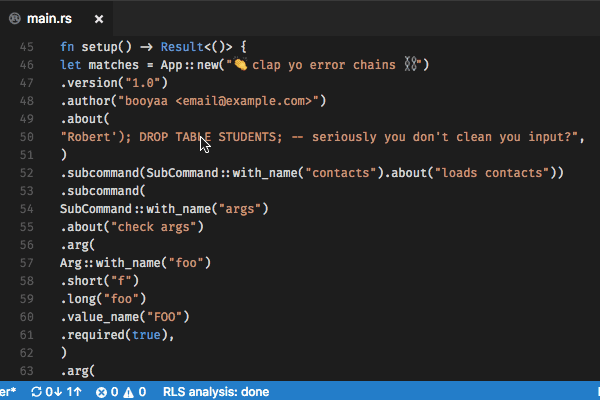 main.rs ×
45 fn setup() -> Result<()> {
46 let matches = App::new("👏 clap yo error chains ⛓")
47 .version("1.0")
48 .author("booyaa <email@example.com>")
49 .about(
50 "Robert'); DROP TABLE STUDENTS; -- seriously you don't clean you input?",
51 )
52 .subcommand(SubCommand::with_name("contacts").about("loads contacts"))
53 .subcommand(
54 SubCommand::with_name("args")
55 .about("check args")
56 .arg(
57 Arg::with_name("foo")
58 .short("f")
59 .long("foo")
60 .value_name("FOO")
61 .required(true),
62 )
63 .arg(
er* 0↓ 1↑ 0 0 RLS analysis: done